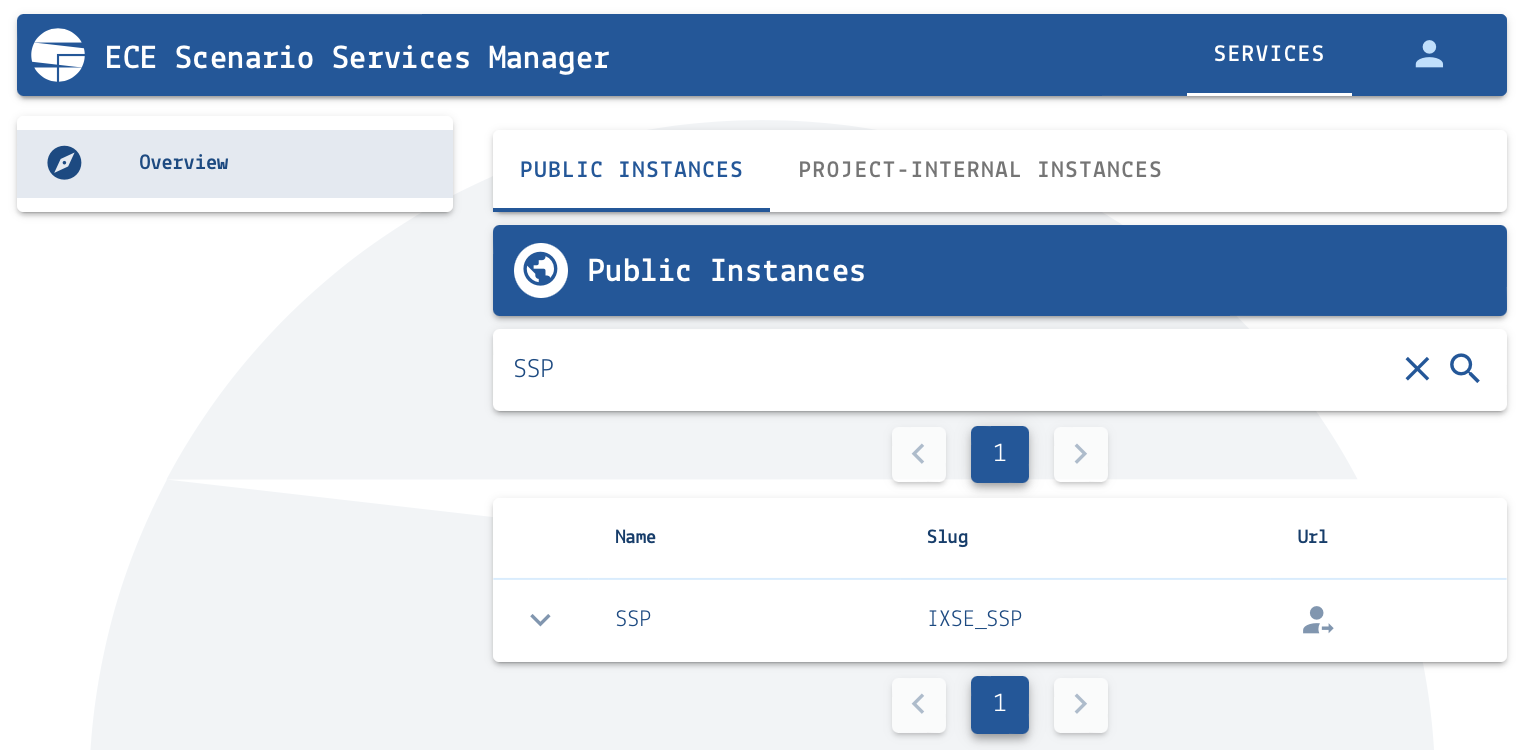 ECE Scenario Services Manager
SERVICES
Overview
PUBLIC INSTANCES
PROJECT-INTERNAL INSTANCES
Public Instances
SSP
1
Name Slug Url
SSP IXSE_SSP
1